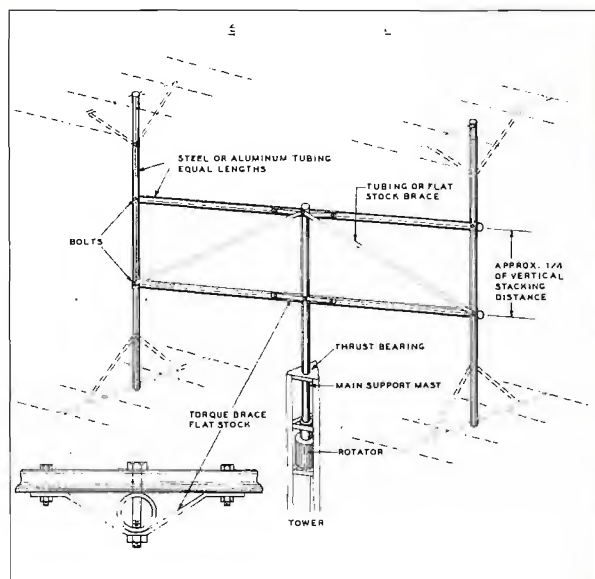 STEEL OR ALUMINUM TUBING
EQUAL LENGTHS
TUBING OR FLAT
STOCK BRACE
BOLTS
APPROX. 1/4
OF VERTICAL
STACKING
DISTANCE
THRUST BEARING
MAIN SUPPORT MAST
TORQUE BRACE
FLAT STOCK
ROTATOR
TOWER